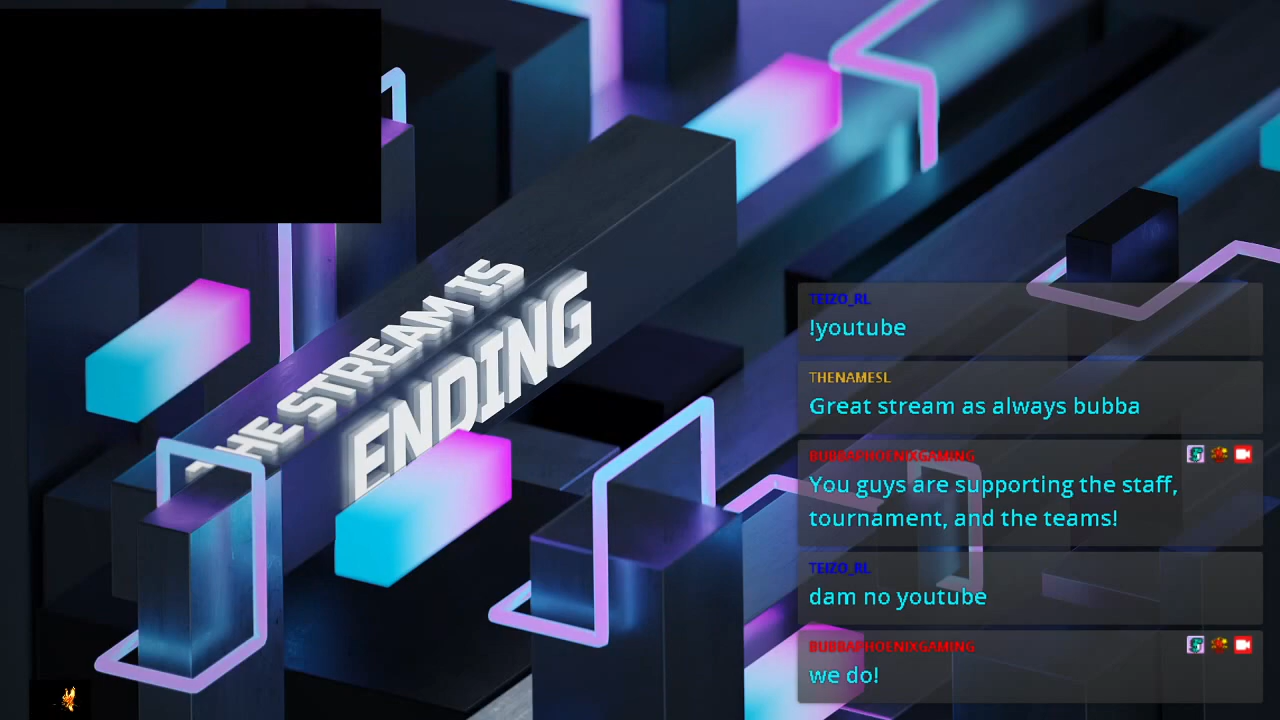 THE STREAM IS
ENDING
TEIZO_RL
!youtube
THENAMESL
Great stream as always bubba
BUBBAPHOENIXGAMING
You guys are supporting the staff,
tournament, and the teams!
TEIZO_RL
dam no youtube
BUBBAPHOENIXGAMING
we do!